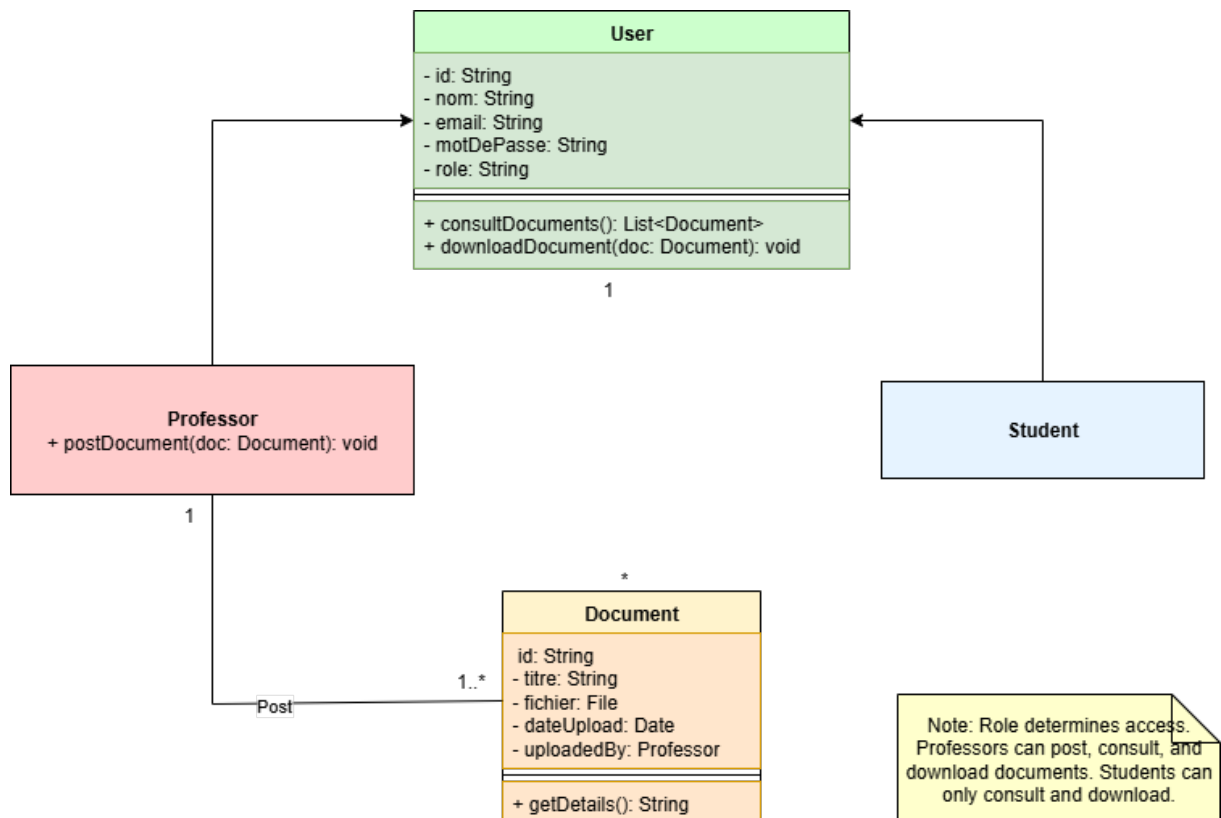 User
- id: String
- nom: String
- email: String
- motDePasse: String
- role: String
+ consultDocuments(): List<Document>
+ downloadDocument(doc: Document): void
1
Professor
+ postDocument(doc: Document): void
Student
1
*
Document
id: String
- titre: String
- fichier: File
- dateUpload: Date
- uploadedBy: Professor
+ getDetails(): String
1..*
Post
Note: Role determines access.
Professors can post, consult, and
download documents. Students can
only consult and download.